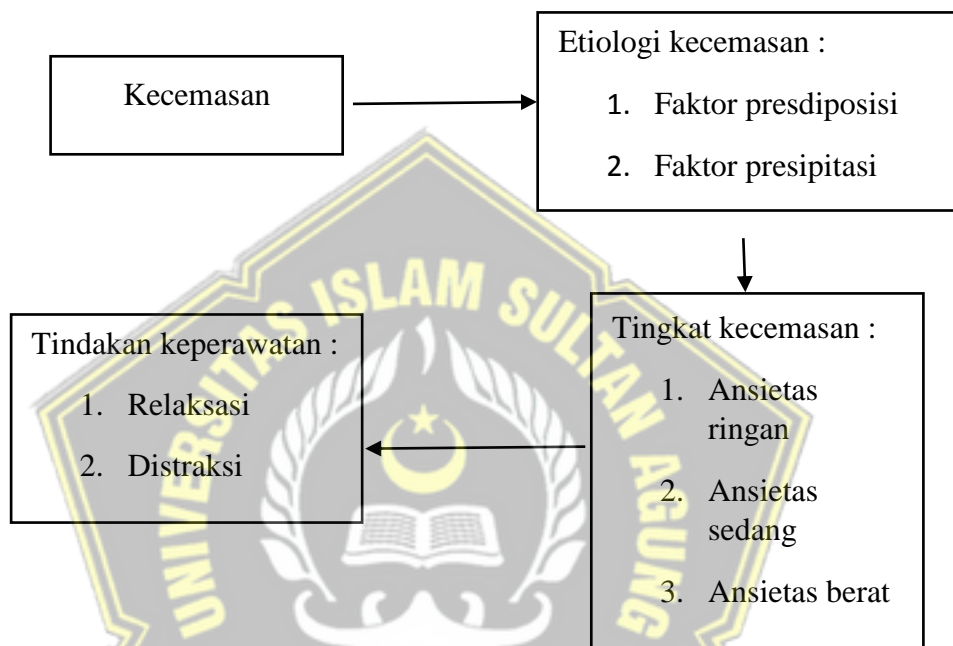 Kecemasan
Etiologi kecemasan :
1. Faktor presdiposisi
2. Faktor presipitasi
Tindakan keperawatan :
1. Relaksasi
2. Distraksi
Tingkat kecemasan :
1. Ansietas
ringan
2. Ansietas
sedang
3. Ansietas berat
UNIVERSITAS ISLAM SULTAN AGUNG